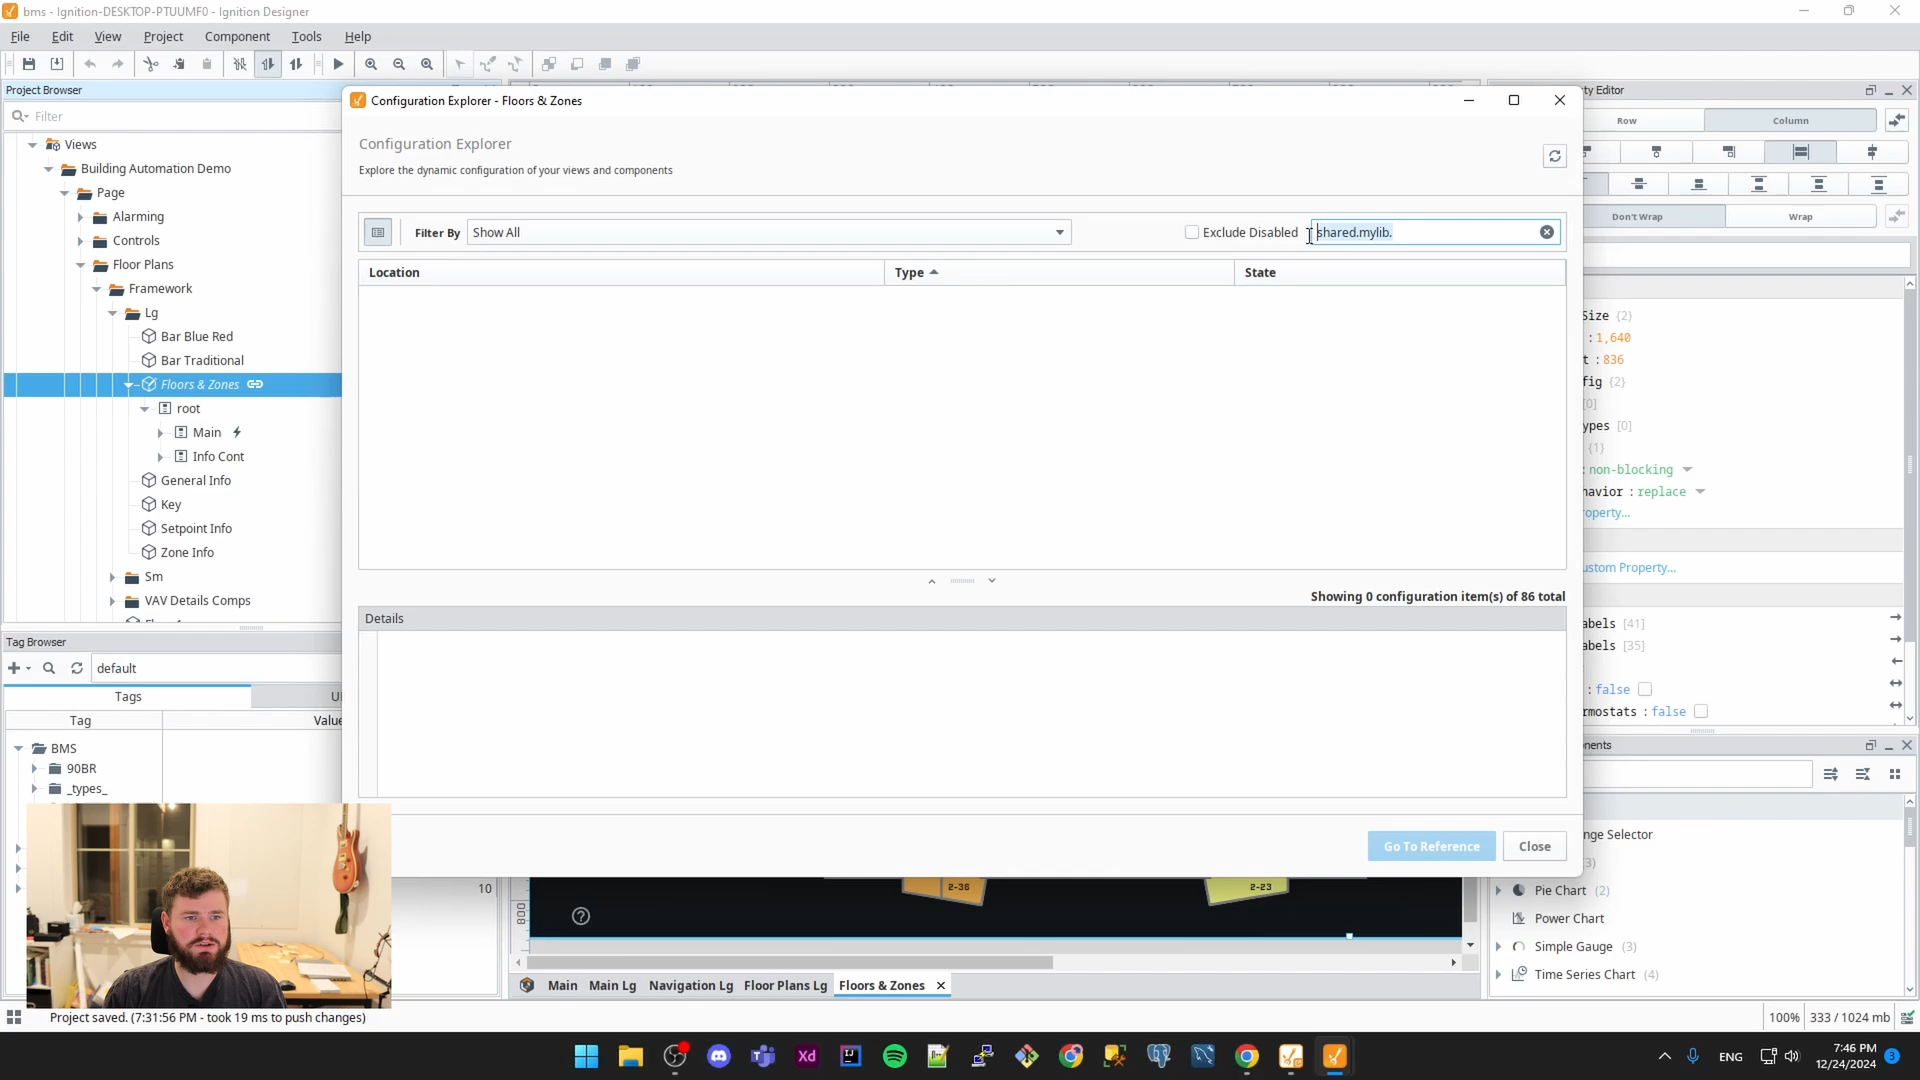 bms - Ignition-DESKTOP-PTUUMF0 - Ignition Designer
File Edit View Project Component Tools Help
Project Browser
Filter
Views
Building Automation Demo
Page
Alarming
Controls
Floor Plans
Framework
Lg
Bar Blue Red
Bar Traditional
Floors & Zones
root
Main
Info Cont
General Info
Key
Setpoint Info
Zone Info
Sm
VAV Details Comps
Tag Browser
default
Tags
Tag Value
BMS
90BR
_types_
10
Configuration Explorer - Floors & Zones
Configuration Explorer
Explore the dynamic configuration of your views and components
Filter By Show All Exclude Disabled shared.mylib.
Location Type State
Showing 0 configuration item(s) of 86 total
Details
Go To Reference Close
ty Editor
Row Column
Don't Wrap Wrap
Size {2}
: 1,640
t : 836
fig {2}
[0]
ypes [0]
{1}
: non-blocking
havior : replace
operty...
ustom Property...
abels [41]
abels [35]
: false
rmostats : false
nents
nge Selector
(3)
Pie Chart (2)
Power Chart
Simple Gauge (3)
Time Series Chart (4)
800
2-36 2-23
Main Main Lg Navigation Lg Floor Plans Lg Floors & Zones
Project saved. (7:31:56 PM - took 19 ms to push changes)
100% 333 / 1024 mb
Xd
ENG
7:46 PM
12/24/2024
3